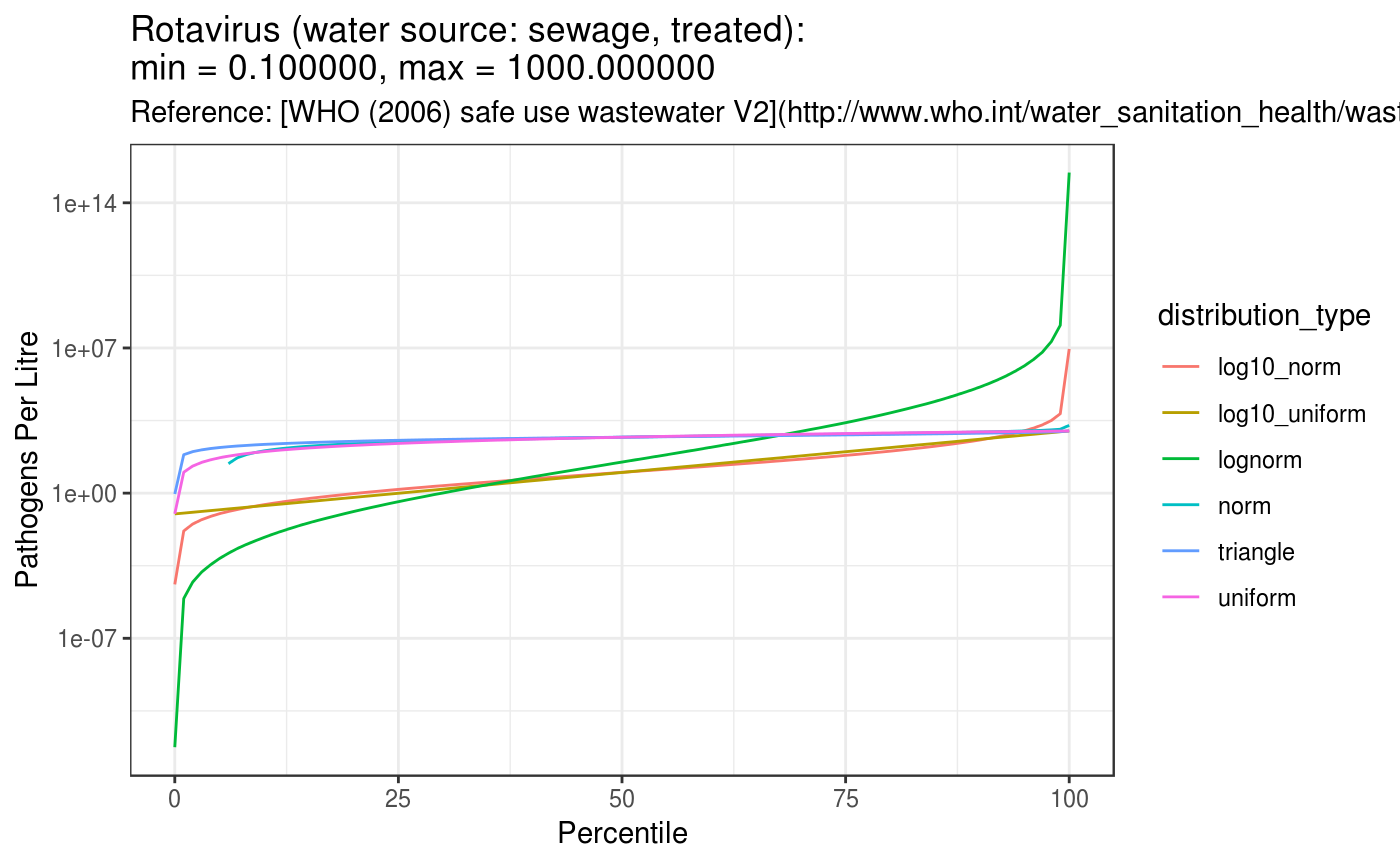 Rotavirus (water source: sewage, treated):
min = 0.100000, max = 1000.000000
Reference: [WHO (2006) safe use wastewater V2](http://www.who.int/water_sanitation_health/wast
1e+14
1e+07
1e+00
1e-07
Pathogens Per Litre
0 25 50 75 100
Percentile
distribution_type
log10_norm
log10_uniform
lognorm
norm
triangle
uniform